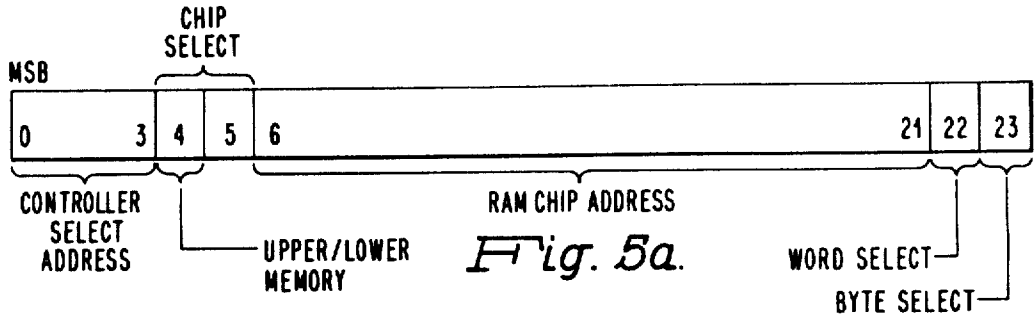 CHIP
SELECT
MSB
0 3 4 5 6 21 22 23
CONTROLLER
SELECT
ADDRESS
UPPER/LOWER
MEMORY
RAM CHIP ADDRESS
Fig. 5a.
WORD SELECT
BYTE SELECT